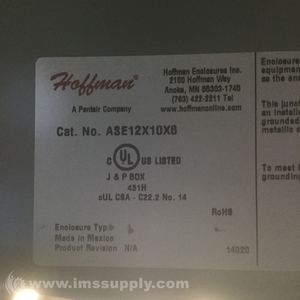 Hoffman
A Pentair Company
Hoffman Enclosures Inc.
2100 Hoffman Way
Anoka, MN 55303-1745
(763) 422-2211 Tel
www.hoffmanonline.com
Cat. No. ASE12X10X6
C UL US LISTED
J & P BOX
451H
cUL CSA - C22.2 No. 14
RoHS
Enclosure Type
Made in Mexico
Product Revision N/A
14020
Enclosure
equipment
as the en
This junct
an install
grounded
metallic c
To meet
grounding
© www.imssupply.com